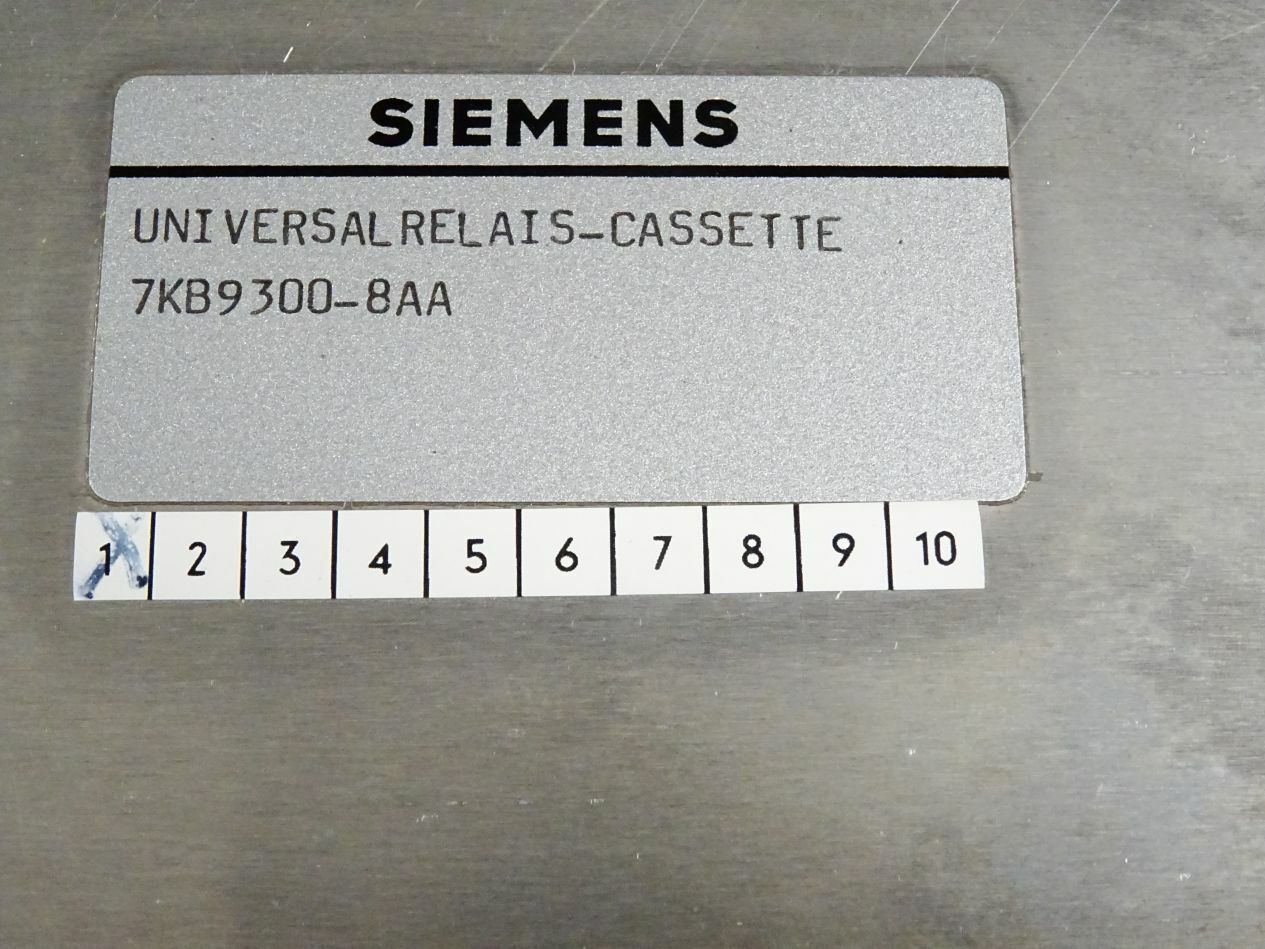 SIEMENS
UNIVERSALRELAIS-CASSETTE
7KB9300-8AA
1 2 3 4 5 6 7 8 9 10